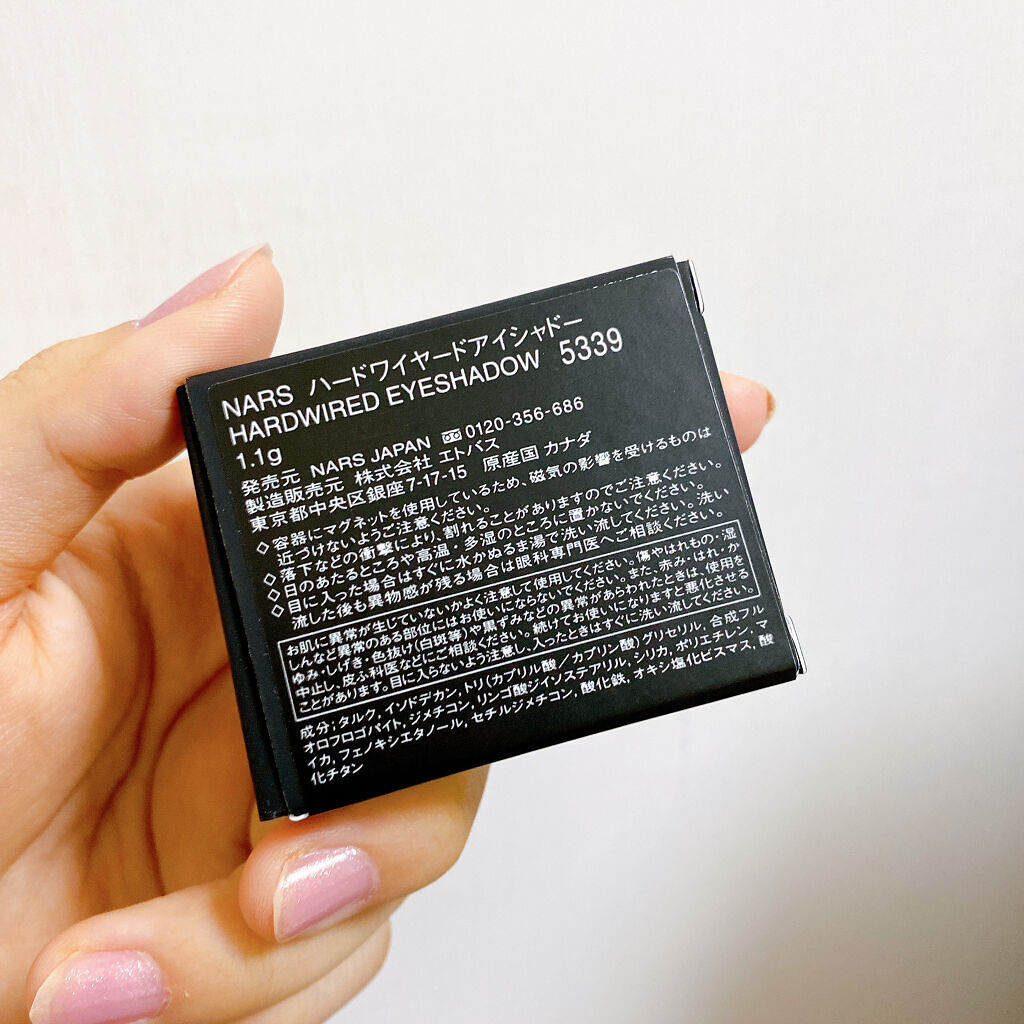 NARS ハードワイヤードアイシャドー
HARDWIRED EYESHADOW 5339
1.1g
発売元 NARS JAPAN 0120-356-686
製造販売元 株式会社 エトバス
東京都中央区銀座7-17-15 原産国 カナダ
◇容器にマグネットを使用しているため、磁気の影響を受けるものは
近づけないようご注意ください。
◇落下などの衝撃により、割れることがありますのでご注意ください。
◇日のあたるところや高温・多湿のところに置かないでください。
◇目に入った場合はすぐに水かぬるま湯で洗い流してください。洗い
流した後も異物感が残る場合は眼科専門医へご相談ください。
お肌に異常が生じていないかよく注意して使用してください。傷やはれもの・湿
しんなど異常のある部位にはお使いにならないでください。また、赤み・はれ・か
ゆみ・しげき・色抜け(白斑等)や黒ずみなどの異常があらわれたときは、使用を
中止し、皮ふ科医などにご相談ください。続けてお使いになりますと悪化させる
ことがあります。目に入らないよう注意し、入ったときはすぐに洗い流してください。
成分;タルク, イソドデカン, トリ(カプリル酸/カプリン酸)グリセリル, 合成フル
オロフロゴパイト, ジメチコン, リンゴ酸ジイソステアリル, シリカ, ポリエチレン, マ
イカ, フェノキシエタノール, セチルジメチコン, 酸化鉄, オキシ塩化ビスマス, 酸
化チタン